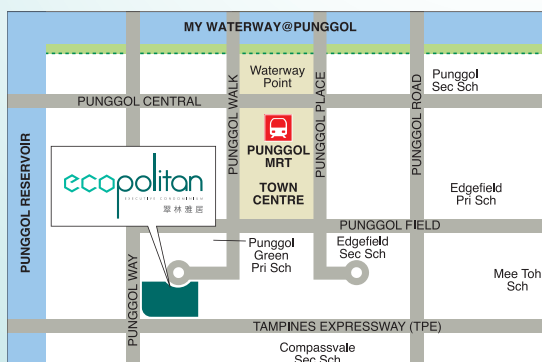 MY WATERWAY@PUNGGOL
Waterway
Point
Punggol
Sec Sch
PUNGGOL CENTRAL
PUNGGOL WALK
PUNGGOL PLACE
PUNGGOL ROAD
PUNGGOL
MRT
TOWN
CENTRE
ecopolitan
EXECUTIVE CONDOMINIUM
翠林雅居
PUNGGOL RESERVOIR
Edgefield
Pri Sch
PUNGGOL FIELD
Punggol
Green
Pri Sch
Edgefield
Sec Sch
PUNGGOL WAY
Mee Toh
Sch
TAMPINES EXPRESSWAY (TPE)
Compassvale
Sec Sch